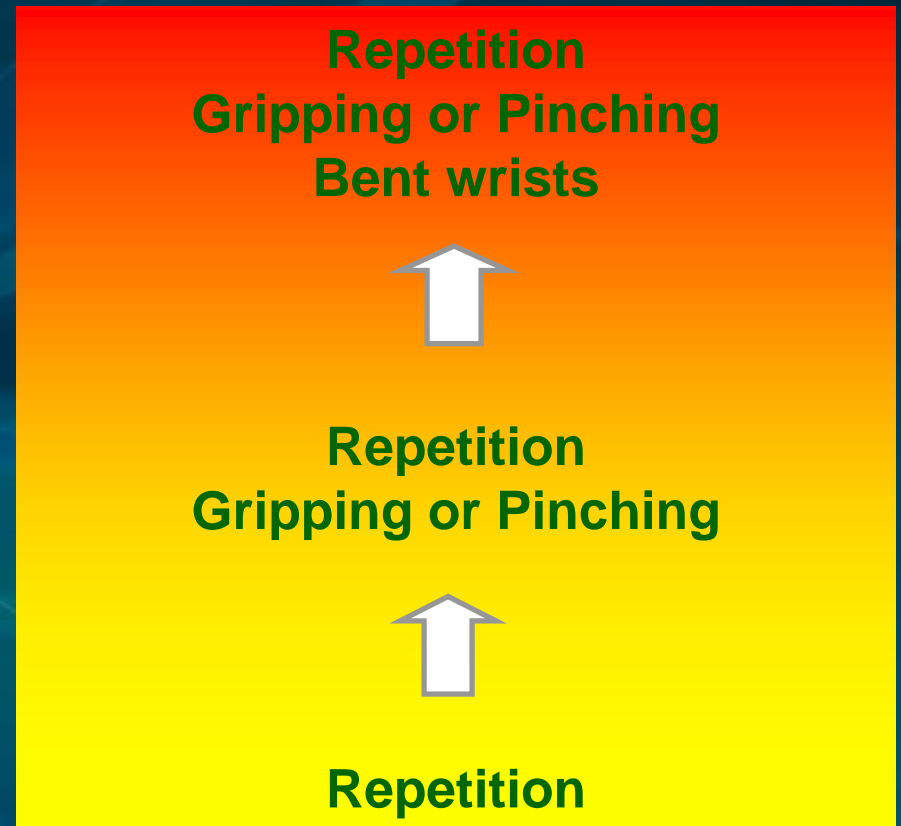 Repetition
Gripping or Pinching
Bent wrists
Repetition
Gripping or Pinching
Repetition